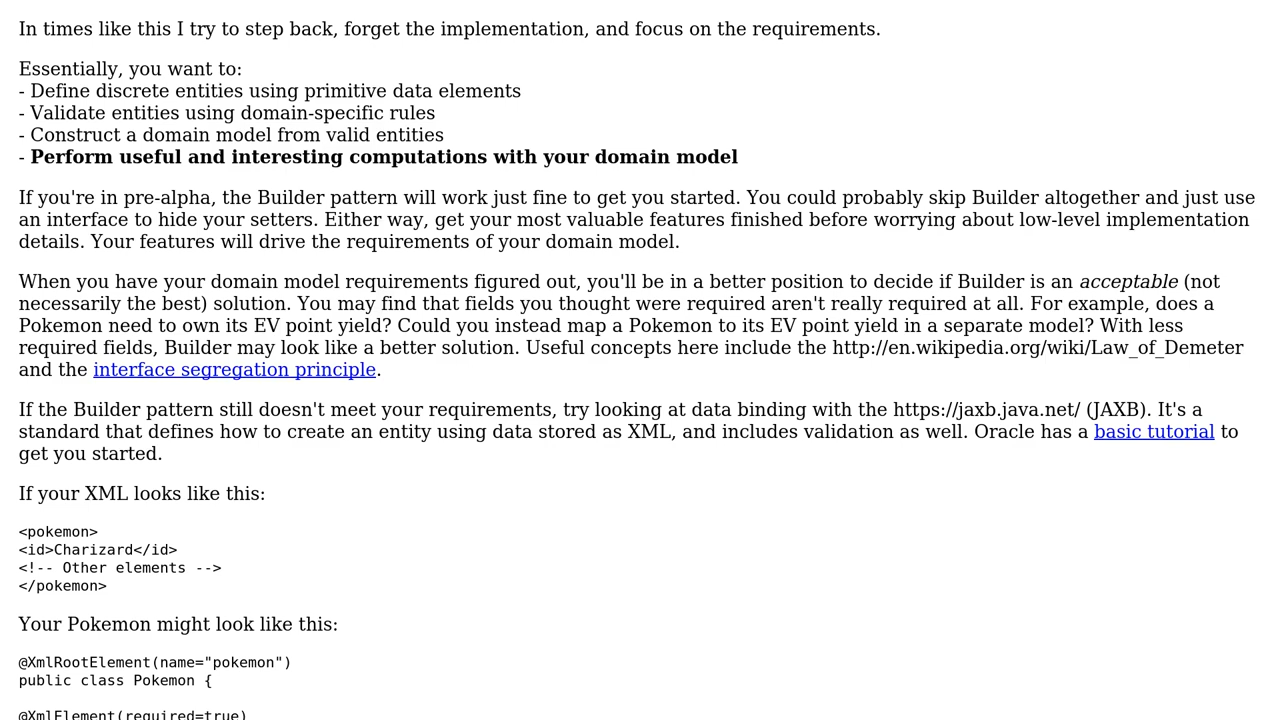 In times like this I try to step back, forget the implementation, and focus on the requirements.
Essentially, you want to:
- Define discrete entities using primitive data elements
- Validate entities using domain-specific rules
- Construct a domain model from valid entities
- Perform useful and interesting computations with your domain model
If you're in pre-alpha, the Builder pattern will work just fine to get you started. You could probably skip Builder altogether and just use
an interface to hide your setters. Either way, get your most valuable features finished before worrying about low-level implementation
details. Your features will drive the requirements of your domain model.
When you have your domain model requirements figured out, you'll be in a better position to decide if Builder is an acceptable (not
necessarily the best) solution. You may find that fields you thought were required aren't really required at all. For example, does a
Pokemon need to own its EV point yield? Could you instead map a Pokemon to its EV point yield in a separate model? With less
required fields, Builder may look like a better solution. Useful concepts here include the http://en.wikipedia.org/wiki/Law_of_Demeter
and the interface segregation principle.
If the Builder pattern still doesn't meet your requirements, try looking at data binding with the https://jaxb.java.net/ (JAXB). It's a
standard that defines how to create an entity using data stored as XML, and includes validation as well. Oracle has a basic tutorial to
get you started.
If your XML looks like this:
<pokemon>
<id>Charizard</id>
<!-- Other elements -->
</pokemon>
Your Pokemon might look like this:
@XmlRootElement(name="pokemon")
public class Pokemon {
@XmlElement(required=true)